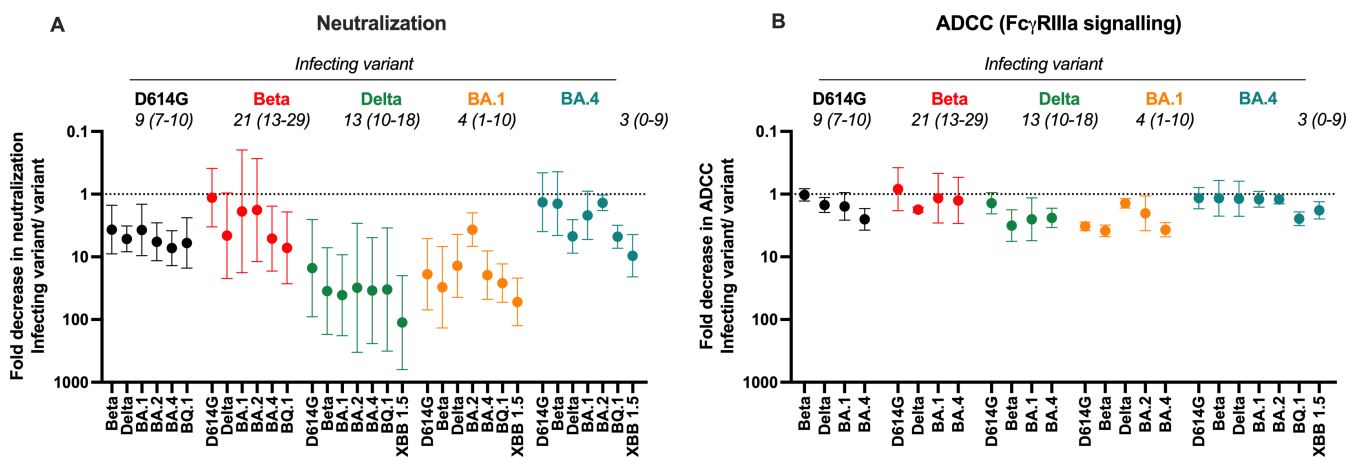 A
Neutralization
Infecting variant
D614G Beta Delta BA.1 BA.4
9 (7-10) 21 (13-29) 13 (10-18) 4 (1-10) 3 (0-9)
Fold decrease in neutralization
Infecting variant/ variant
0.1
1
10
100
1000
Beta Delta BA.1 BA.2 BA.4 BQ.1 D614G Delta BA.1 BA.2 BA.4 BQ.1 D614G Beta BA.1 BA.2 BA.4 BQ.1 XBB 1.5 D614G Beta Delta BA.2 BA.4 BQ.1 XBB 1.5 D614G Beta Delta BA.1 BA.2 BQ.1 XBB 1.5
B
ADCC (FcγRIIIa signalling)
Infecting variant
D614G Beta Delta BA.1 BA.4
9 (7-10) 21 (13-29) 13 (10-18) 4 (1-10) 3 (0-9)
Fold decrease in ADCC
Infecting variant/ variant
0.1
1
10
100
1000
Beta Delta BA.1 BA.4 D614G Delta BA.1 BA.4 D614G Beta BA.1 BA.4 D614G Beta Delta BA.2 BA.4 D614G Beta Delta BA.1 BA.2 BQ.1 XBB 1.5